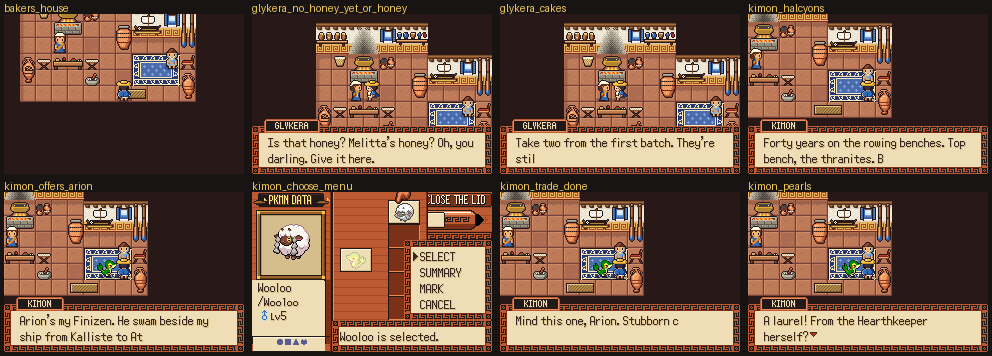 bakers_house
glykera_no_honey_yet_or_honey
GLYKERA
Is that honey? Melitta's honey? Oh, you
darling. Give it here.
glykera_cakes
GLYKERA
Take two from the first batch. They're
stil
kimon_halcyons
KIMON
Forty years on the rowing benches. Top
bench, the thranites. B
kimon_offers_arion
KIMON
Arion's my Finizen. He swam beside my
ship from Kalliste to At
kimon_choose_menu
PKMN DATA
CLOSE THE LID
Wooloo
/Wooloo
♂ Lv5
SELECT
SUMMARY
MARK
CANCEL
Wooloo is selected.
kimon_trade_done
KIMON
Mind this one, Arion. Stubborn c
kimon_pearls
KIMON
A laurel! From the Hearthkeeper
herself?